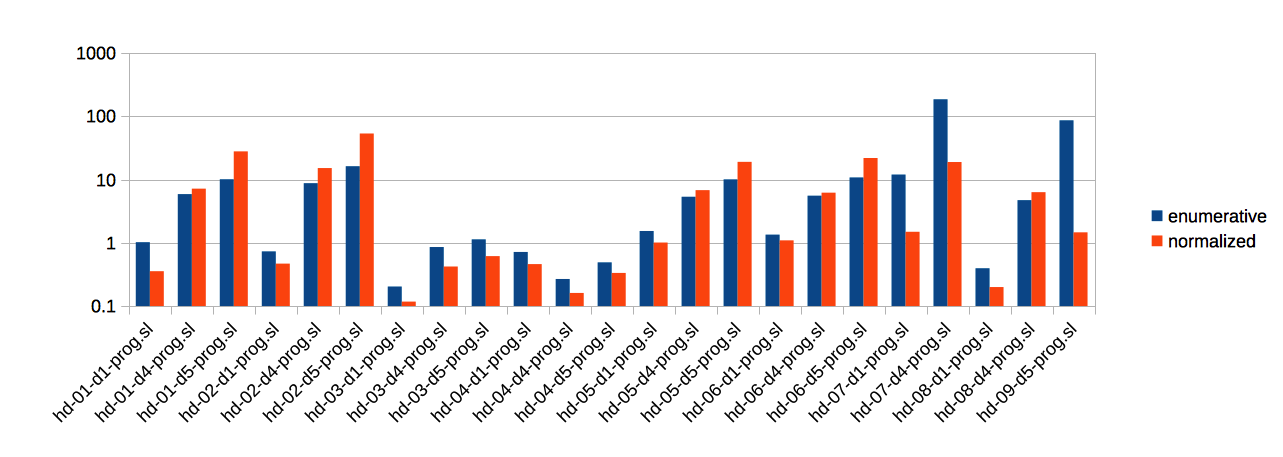 1000
100
10
1
0.1
enumerative
normalized
hd-01-d1-prog.sl
hd-01-d4-prog.sl
hd-01-d5-prog.sl
hd-02-d1-prog.sl
hd-02-d4-prog.sl
hd-02-d5-prog.sl
hd-03-d1-prog.sl
hd-03-d4-prog.sl
hd-03-d5-prog.sl
hd-04-d1-prog.sl
hd-04-d4-prog.sl
hd-04-d5-prog.sl
hd-05-d1-prog.sl
hd-05-d4-prog.sl
hd-05-d5-prog.sl
hd-06-d1-prog.sl
hd-06-d4-prog.sl
hd-06-d5-prog.sl
hd-07-d1-prog.sl
hd-07-d4-prog.sl
hd-08-d1-prog.sl
hd-08-d4-prog.sl
hd-09-d5-prog.sl